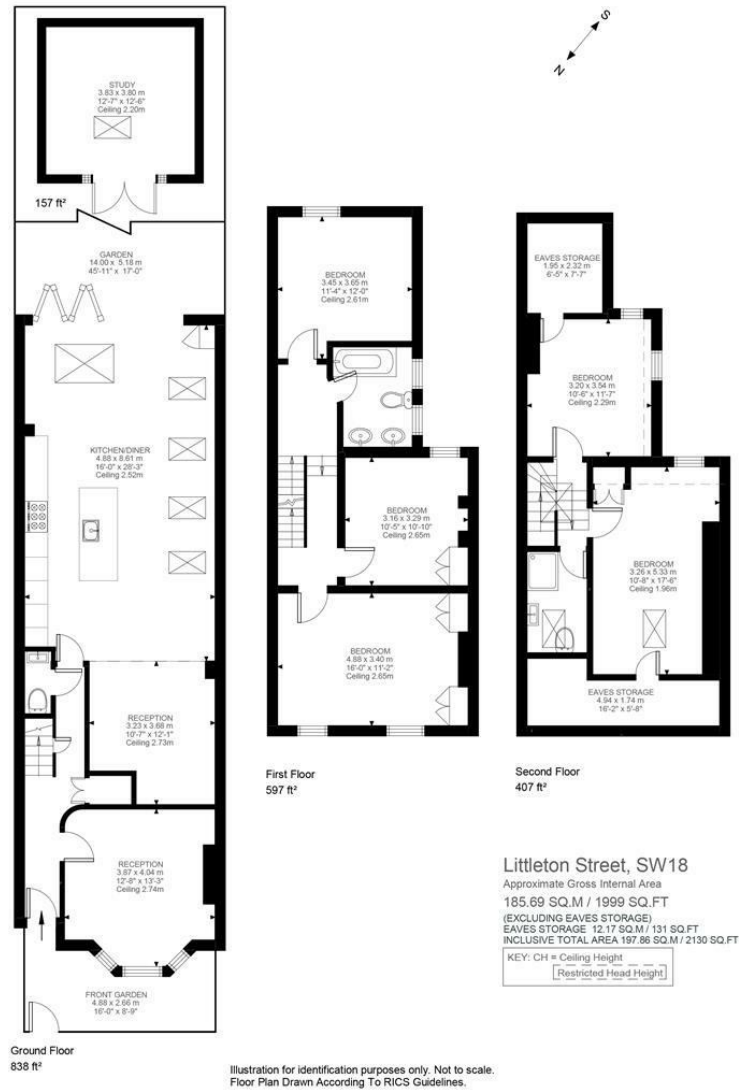 STUDY
3.83 x 3.80 m
12'-7" x 12'-6"
Ceiling 2.20m
157 ft²
GARDEN
14.00 x 5.18 m
45'-11" x 17'-0"
KITCHEN/DINER
4.88 x 8.61 m
16'-0" x 28'-3"
Ceiling 2.52m
RECEPTION
3.23 x 3.68 m
10'-7" x 12'-1"
Ceiling 2.73m
RECEPTION
3.87 x 4.04 m
12'-8" x 13'-3"
Ceiling 2.74m
FRONT GARDEN
4.88 x 2.66 m
16'-0" x 8'-9"
Ground Floor
838 ft²
BEDROOM
3.45 x 3.65 m
11'-4" x 12'-0"
Ceiling 2.61m
BEDROOM
3.16 x 3.29 m
10'-5" x 10'-10"
Ceiling 2.65m
BEDROOM
4.88 x 3.40 m
16'-0" x 11'-2"
Ceiling 2.65m
First Floor
597 ft²
S
N
EAVES STORAGE
1.95 x 2.32 m
6'-5" x 7'-7"
BEDROOM
3.20 x 3.54 m
10'-6" x 11'-7"
Ceiling 2.29m
BEDROOM
3.26 x 5.33 m
10'-8" x 17'-6"
Ceiling 1.96m
EAVES STORAGE
4.94 x 1.74 m
16'-2" x 5'-8"
Second Floor
407 ft²
Littleton Street, SW18
Approximate Gross Internal Area
185.69 SQ.M / 1999 SQ.FT
(EXCLUDING EAVES STORAGE)
EAVES STORAGE 12.17 SQ.M / 131 SQ.FT
INCLUSIVE TOTAL AREA 197.86 SQ.M / 2130 SQ.FT
KEY: CH = Ceiling Height
Restricted Head Height
Illustration for identification purposes only. Not to scale.
Floor Plan Drawn According To RICS Guidelines.